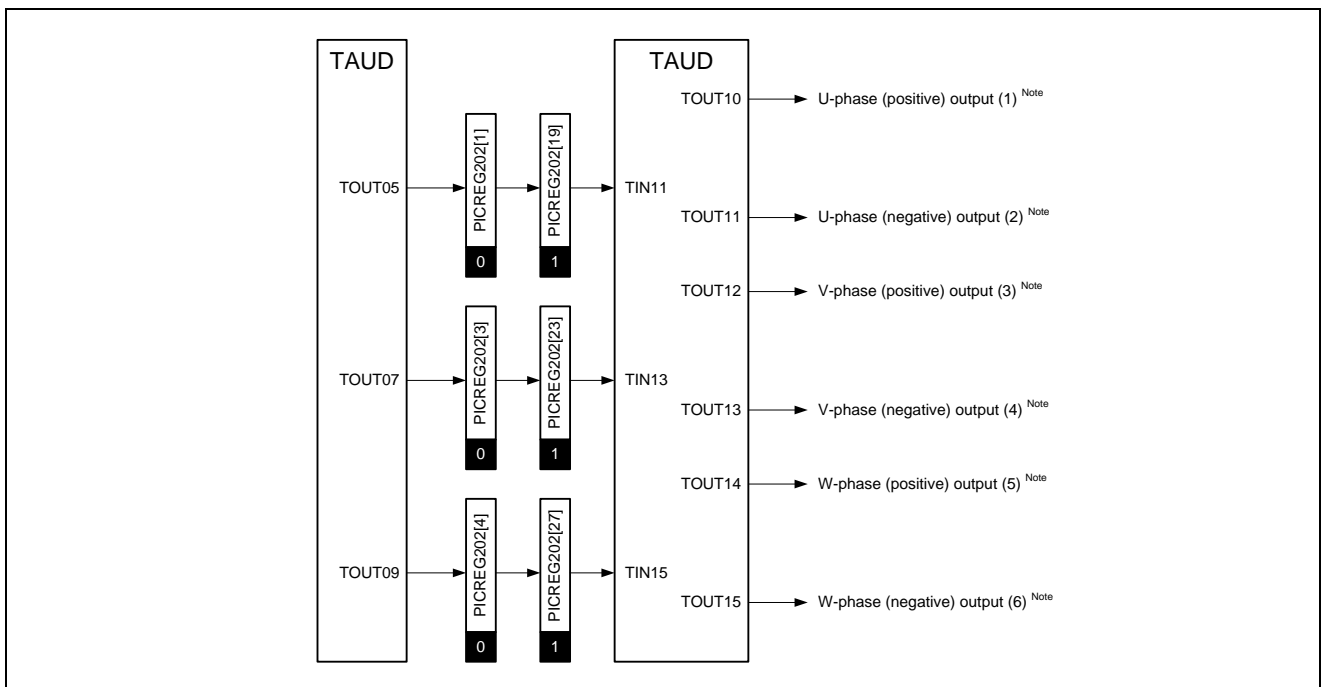 TAUD
TAUD
TOUT10
U-phase (positive) output (1) Note
PICREG202[1]
PICREG202[19]
TOUT05
TIN11
TOUT11
U-phase (negative) output (2) Note
0
1
TOUT12
V-phase (positive) output (3) Note
PICREG202[3]
PICREG202[23]
TOUT07
TIN13
TOUT13
V-phase (negative) output (4) Note
0
1
TOUT14
W-phase (positive) output (5) Note
PICREG202[4]
PICREG202[27]
TOUT09
TIN15
TOUT15
W-phase (negative) output (6) Note
0
1